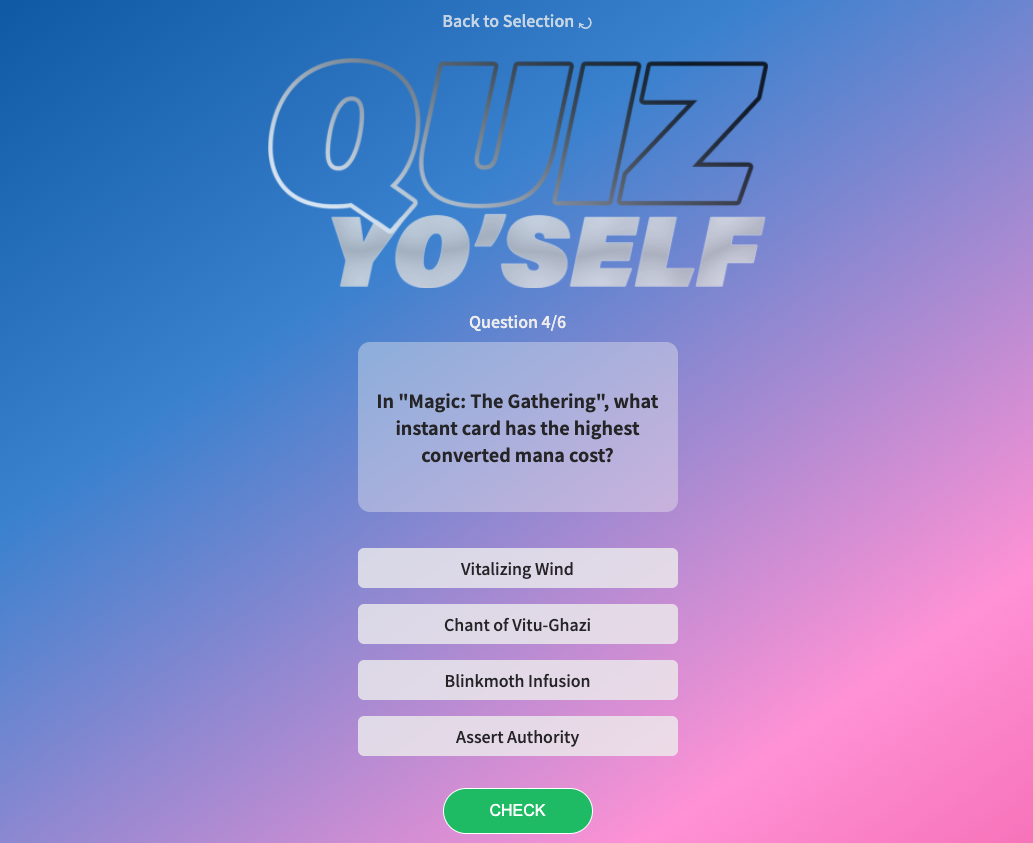 Back to Selection
QUIZ
YO'SELF
Question 4/6
In "Magic: The Gathering", what
instant card has the highest
converted mana cost?
Vitalizing Wind
Chant of Vitu-Ghazi
Blinkmoth Infusion
Assert Authority
CHECK